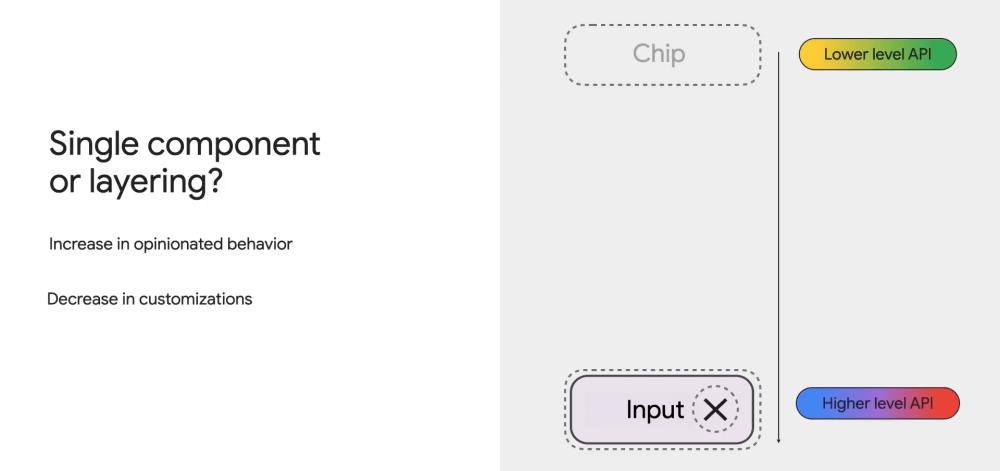 Single component
or layering?
Increase in opinionated behavior
Decrease in customizations
Chip
Lower level API
Input
Higher level API